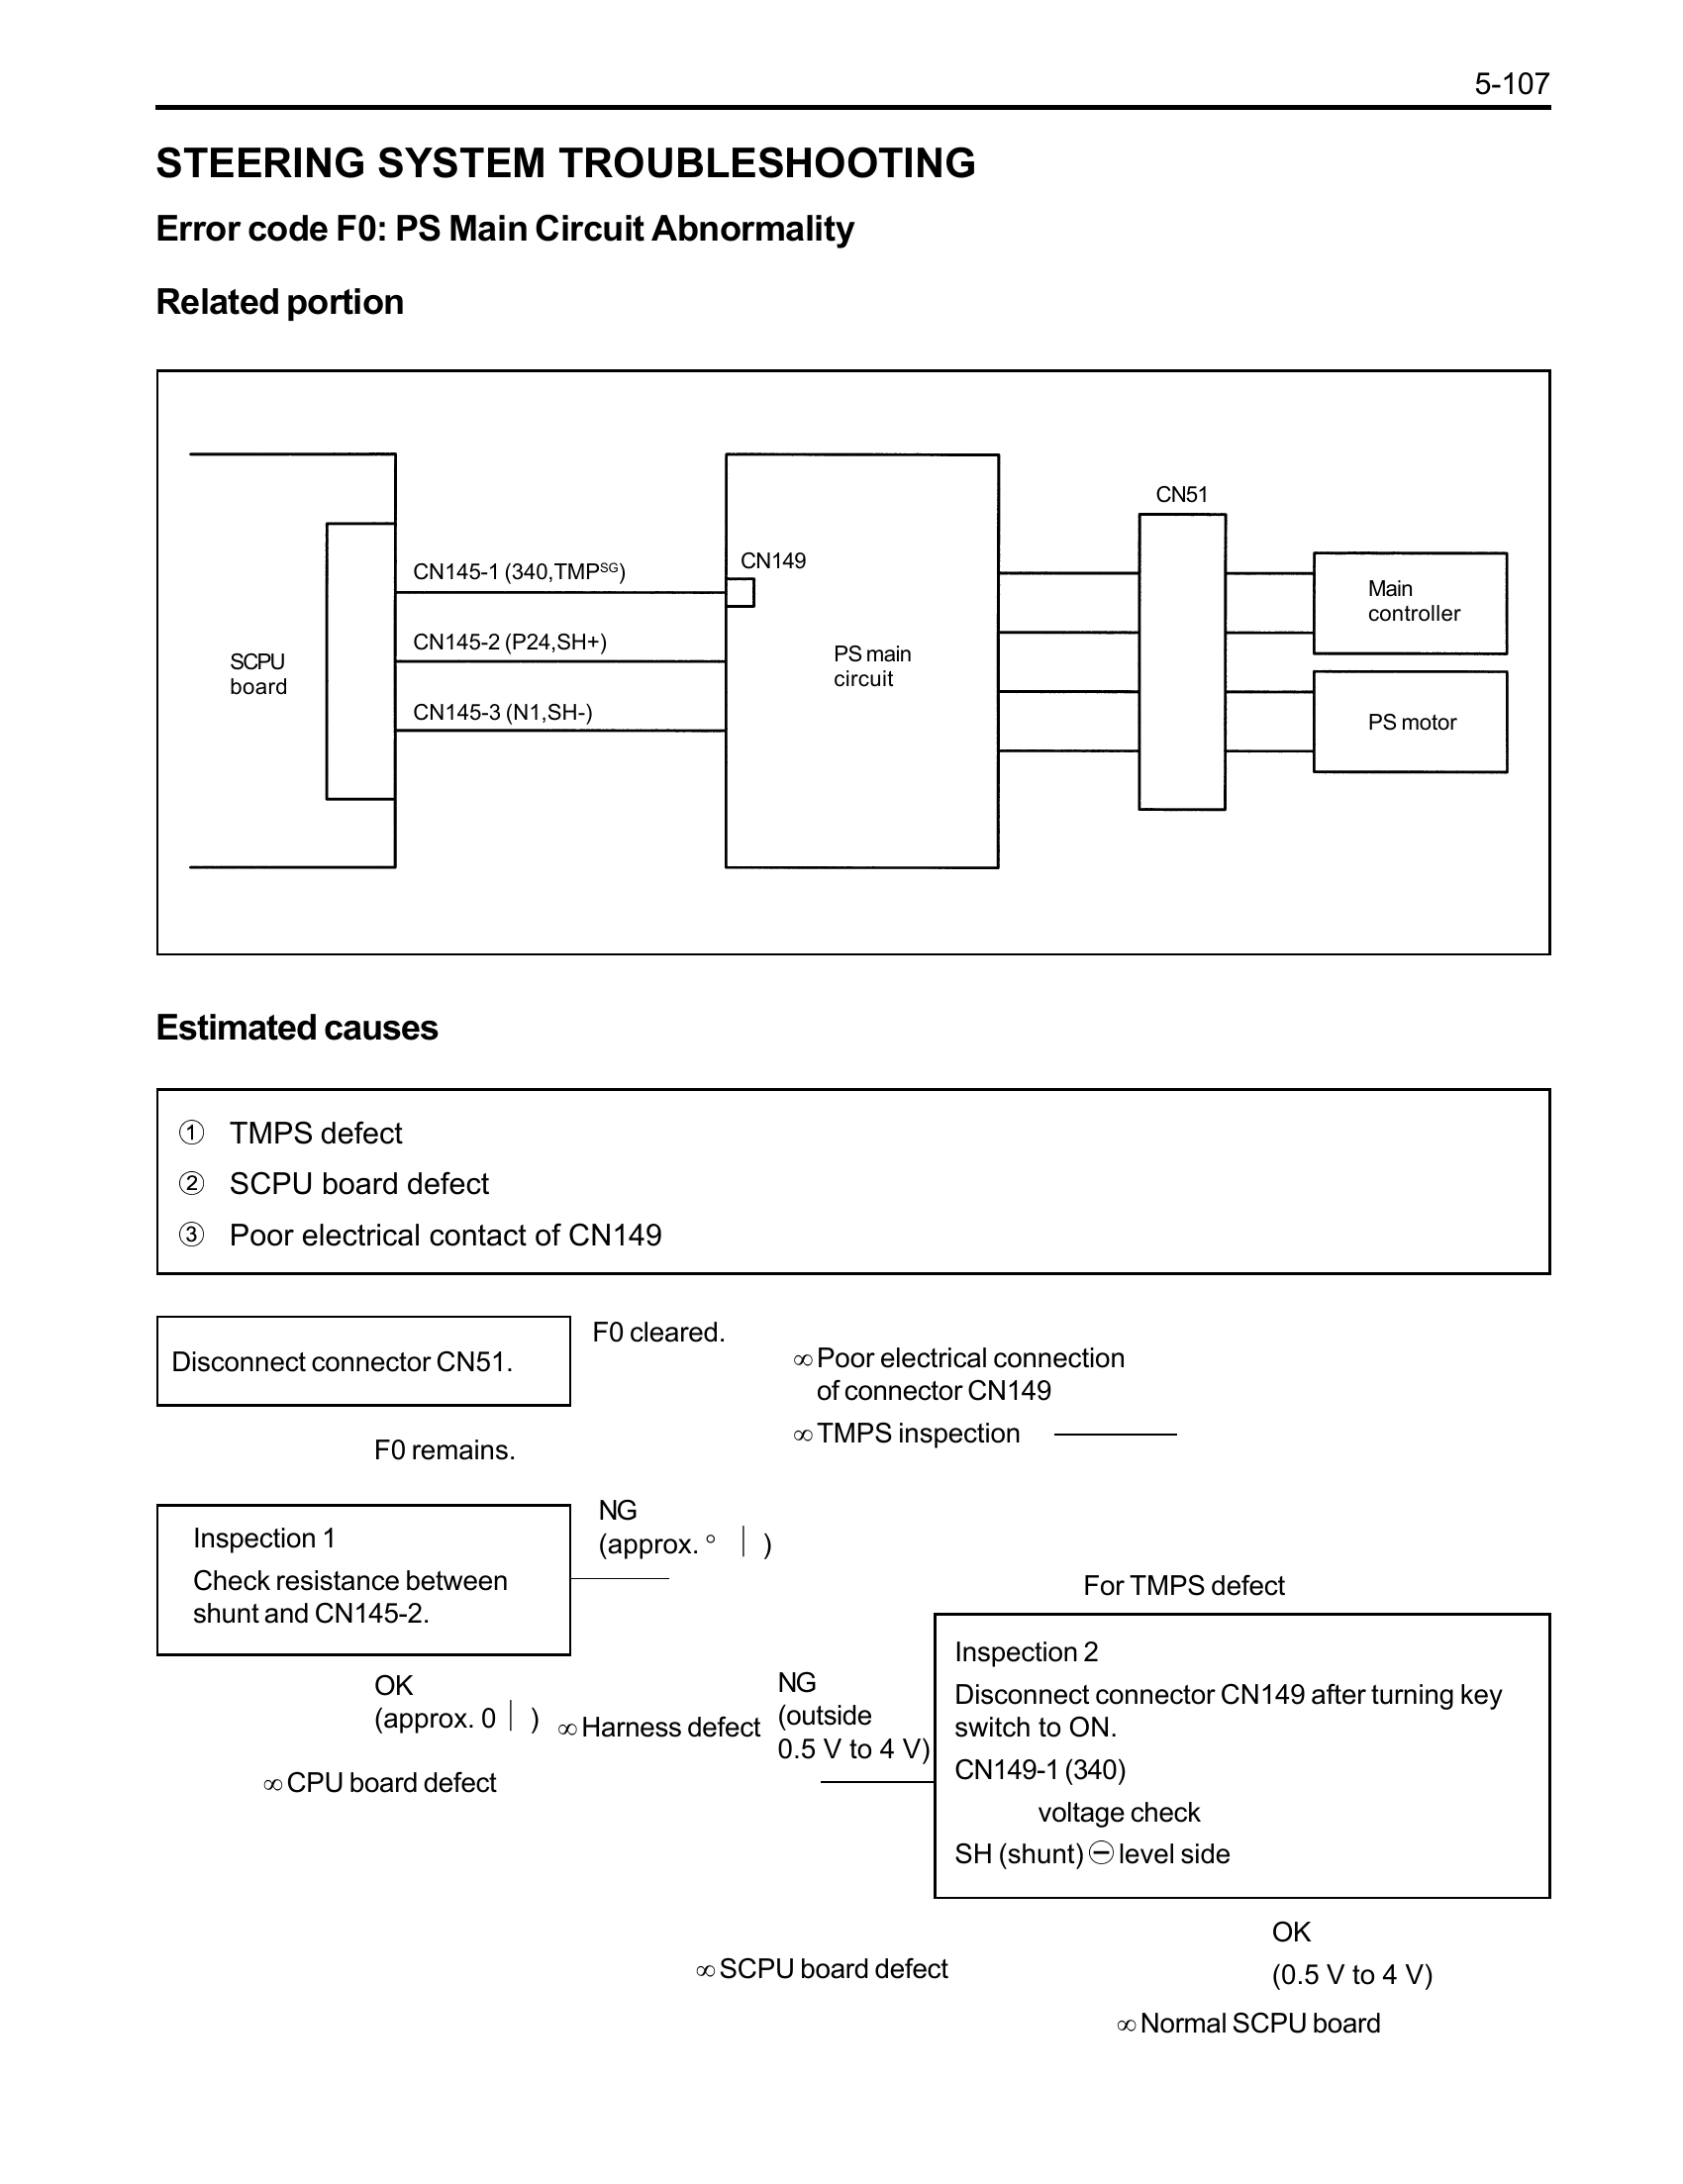 5-107
STEERING SYSTEM TROUBLESHOOTING
Error code F0: PS Main Circuit Abnormality
Related portion
CN51
CN149
CN145-1 (340,TMPSG)
Main
controller
CN145-2 (P24,SH+)
SCPU
board
PS main
circuit
CN145-3 (N1,SH-)
PS motor
Estimated causes
① TMPS defect
② SCPU board defect
③ Poor electrical contact of CN149
Disconnect connector CN51.
F0 cleared.
∞ Poor electrical connection
of connector CN149
∞ TMPS inspection
F0 remains.
Inspection 1
Check resistance between
shunt and CN145-2.
NG
(approx. ° | )
For TMPS defect
OK
(approx. 0 | )
∞ Harness defect
NG
(outside
0.5 V to 4 V)
Inspection 2
Disconnect connector CN149 after turning key
switch to ON.
CN149-1 (340)
voltage check
SH (shunt) ⊖ level side
∞ CPU board defect
OK
(0.5 V to 4 V)
∞ SCPU board defect
∞ Normal SCPU board